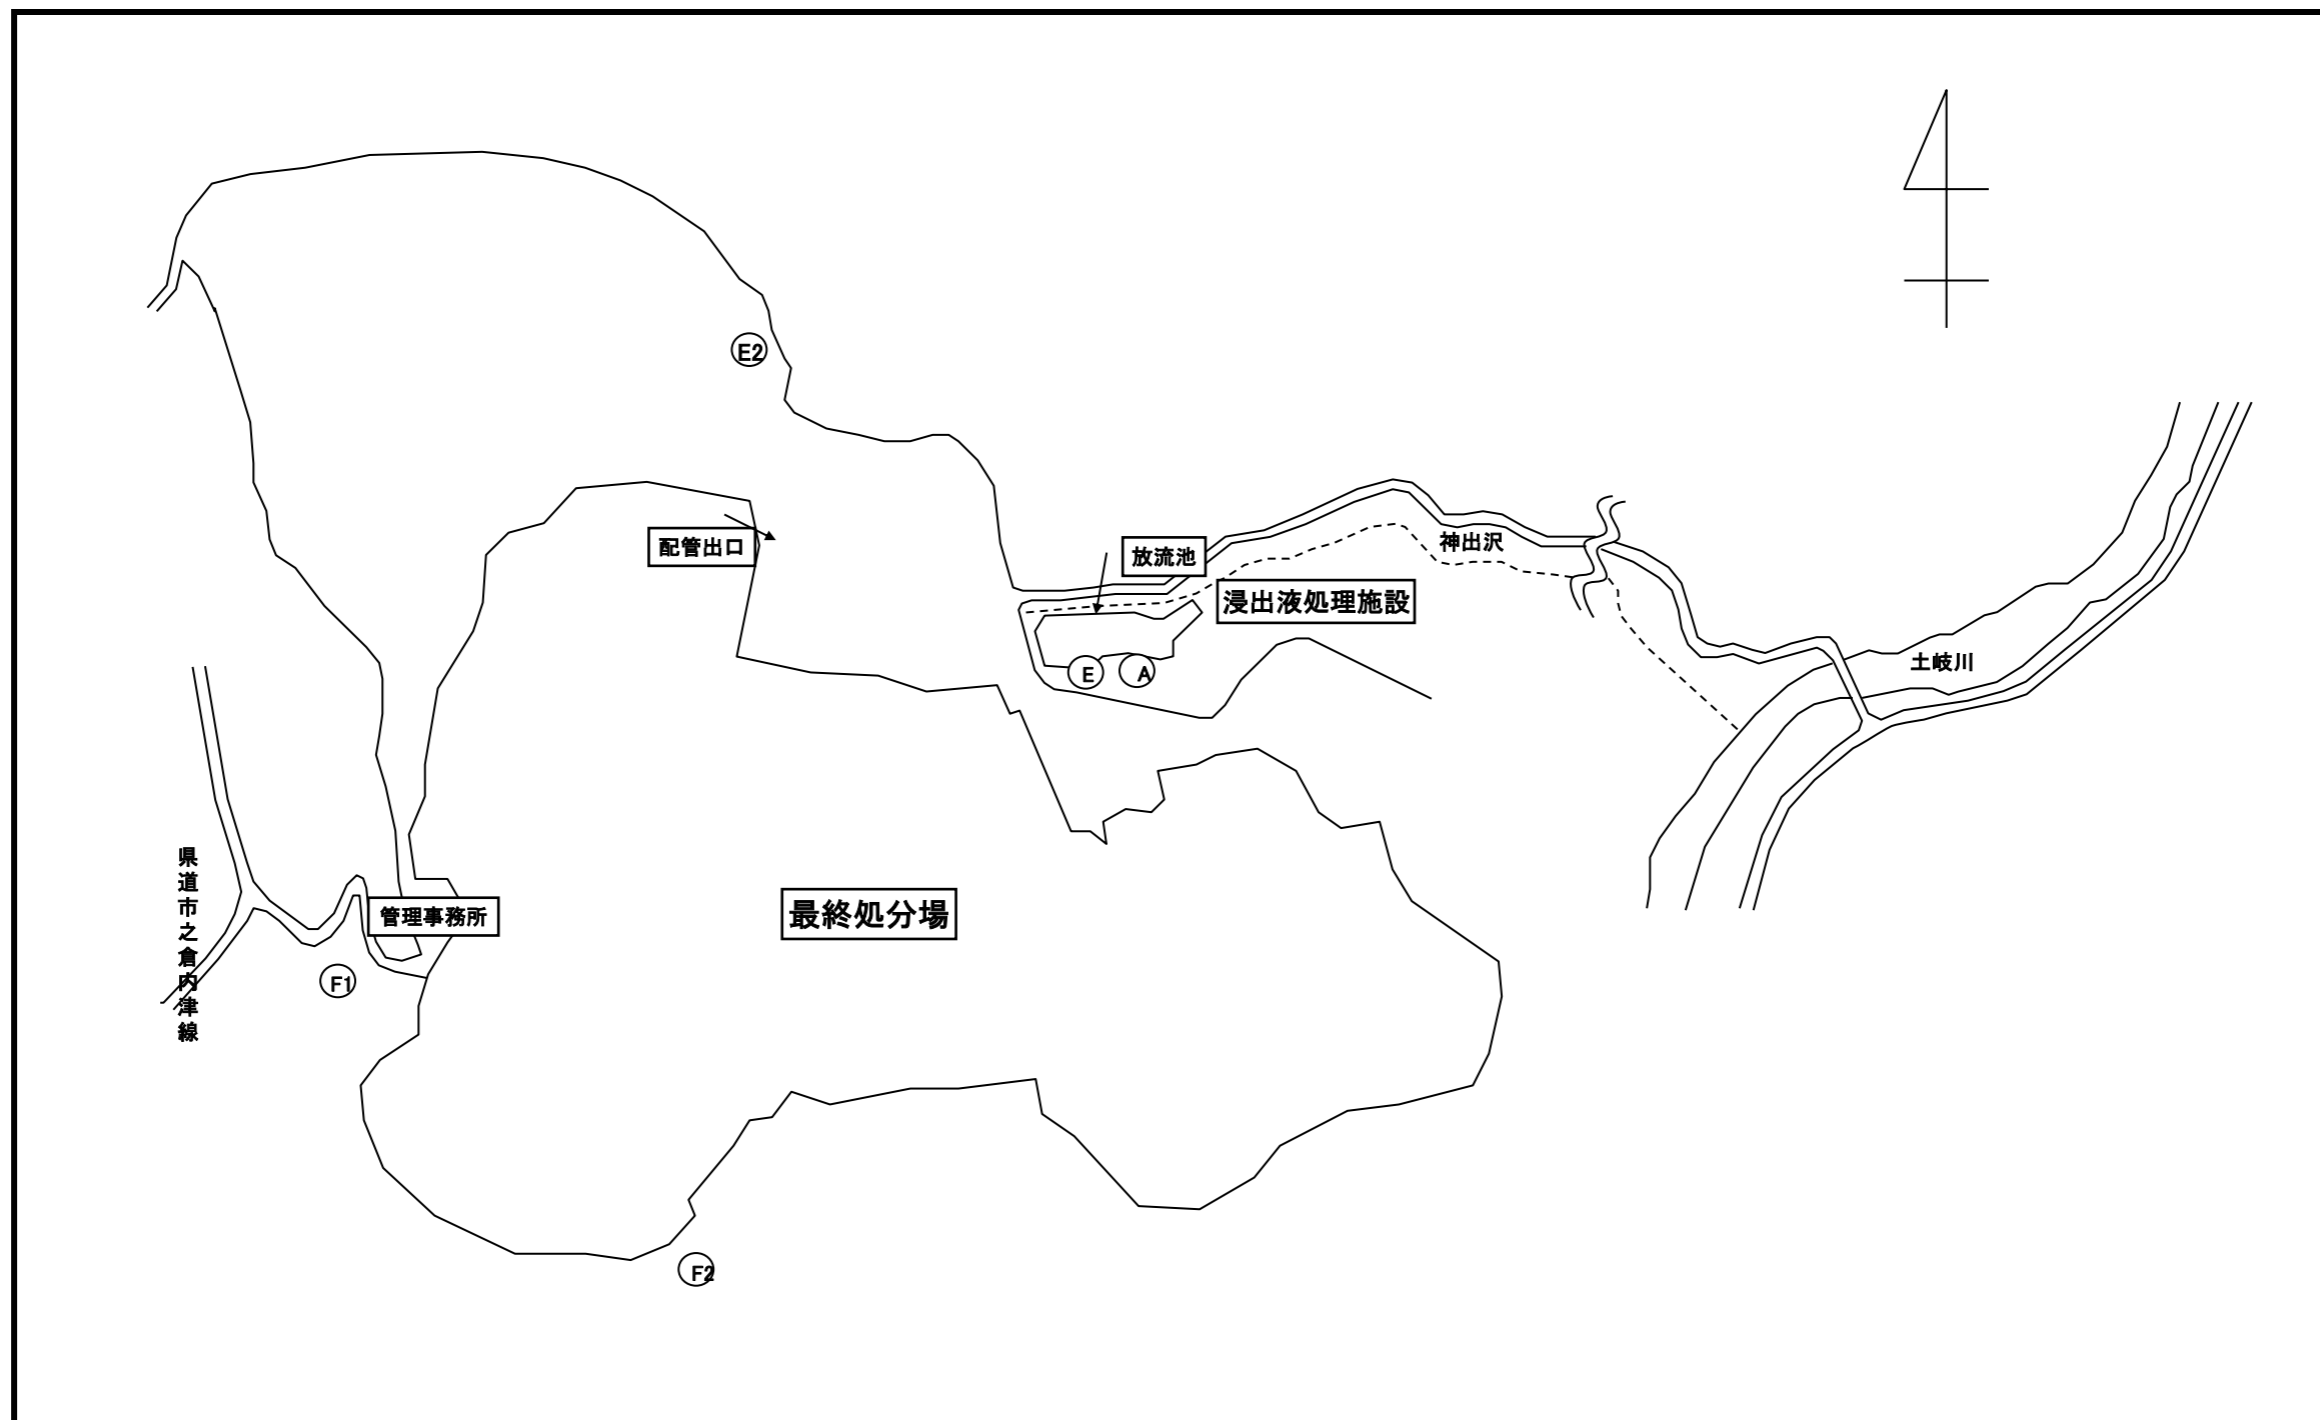 E2
配管出口
放流池
神出沢
浸出液処理施設
土岐川
E
A
県道市之倉内津線
管理事務所
最終処分場
F1
F2